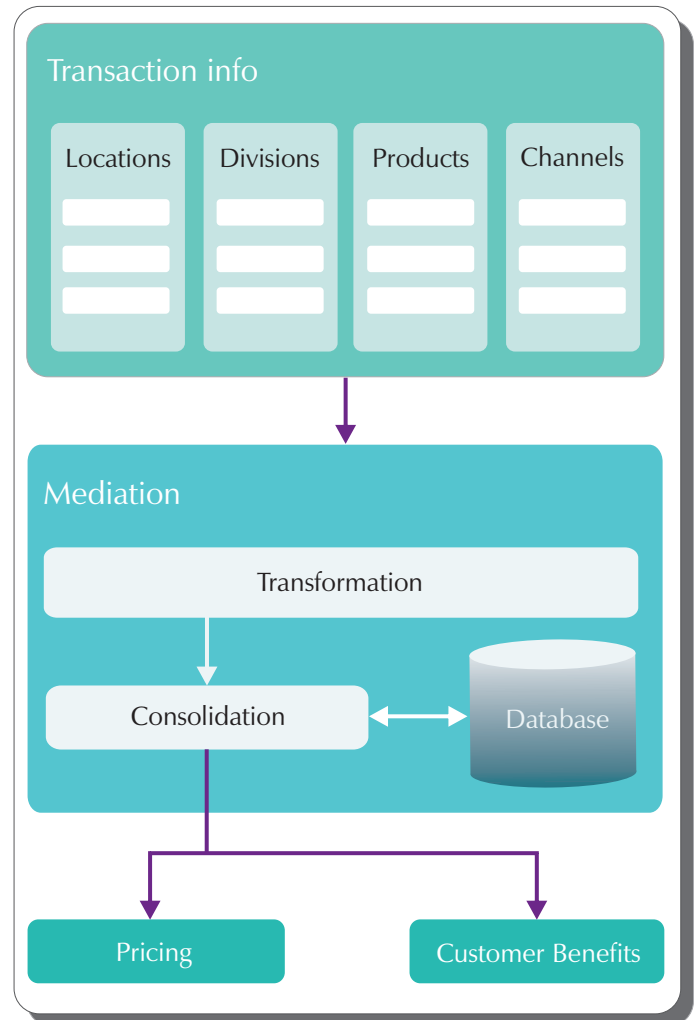 Transaction info
Locations
Divisions
Products
Channels
Mediation
Transformation
Consolidation
Database
Pricing
Customer Benefits